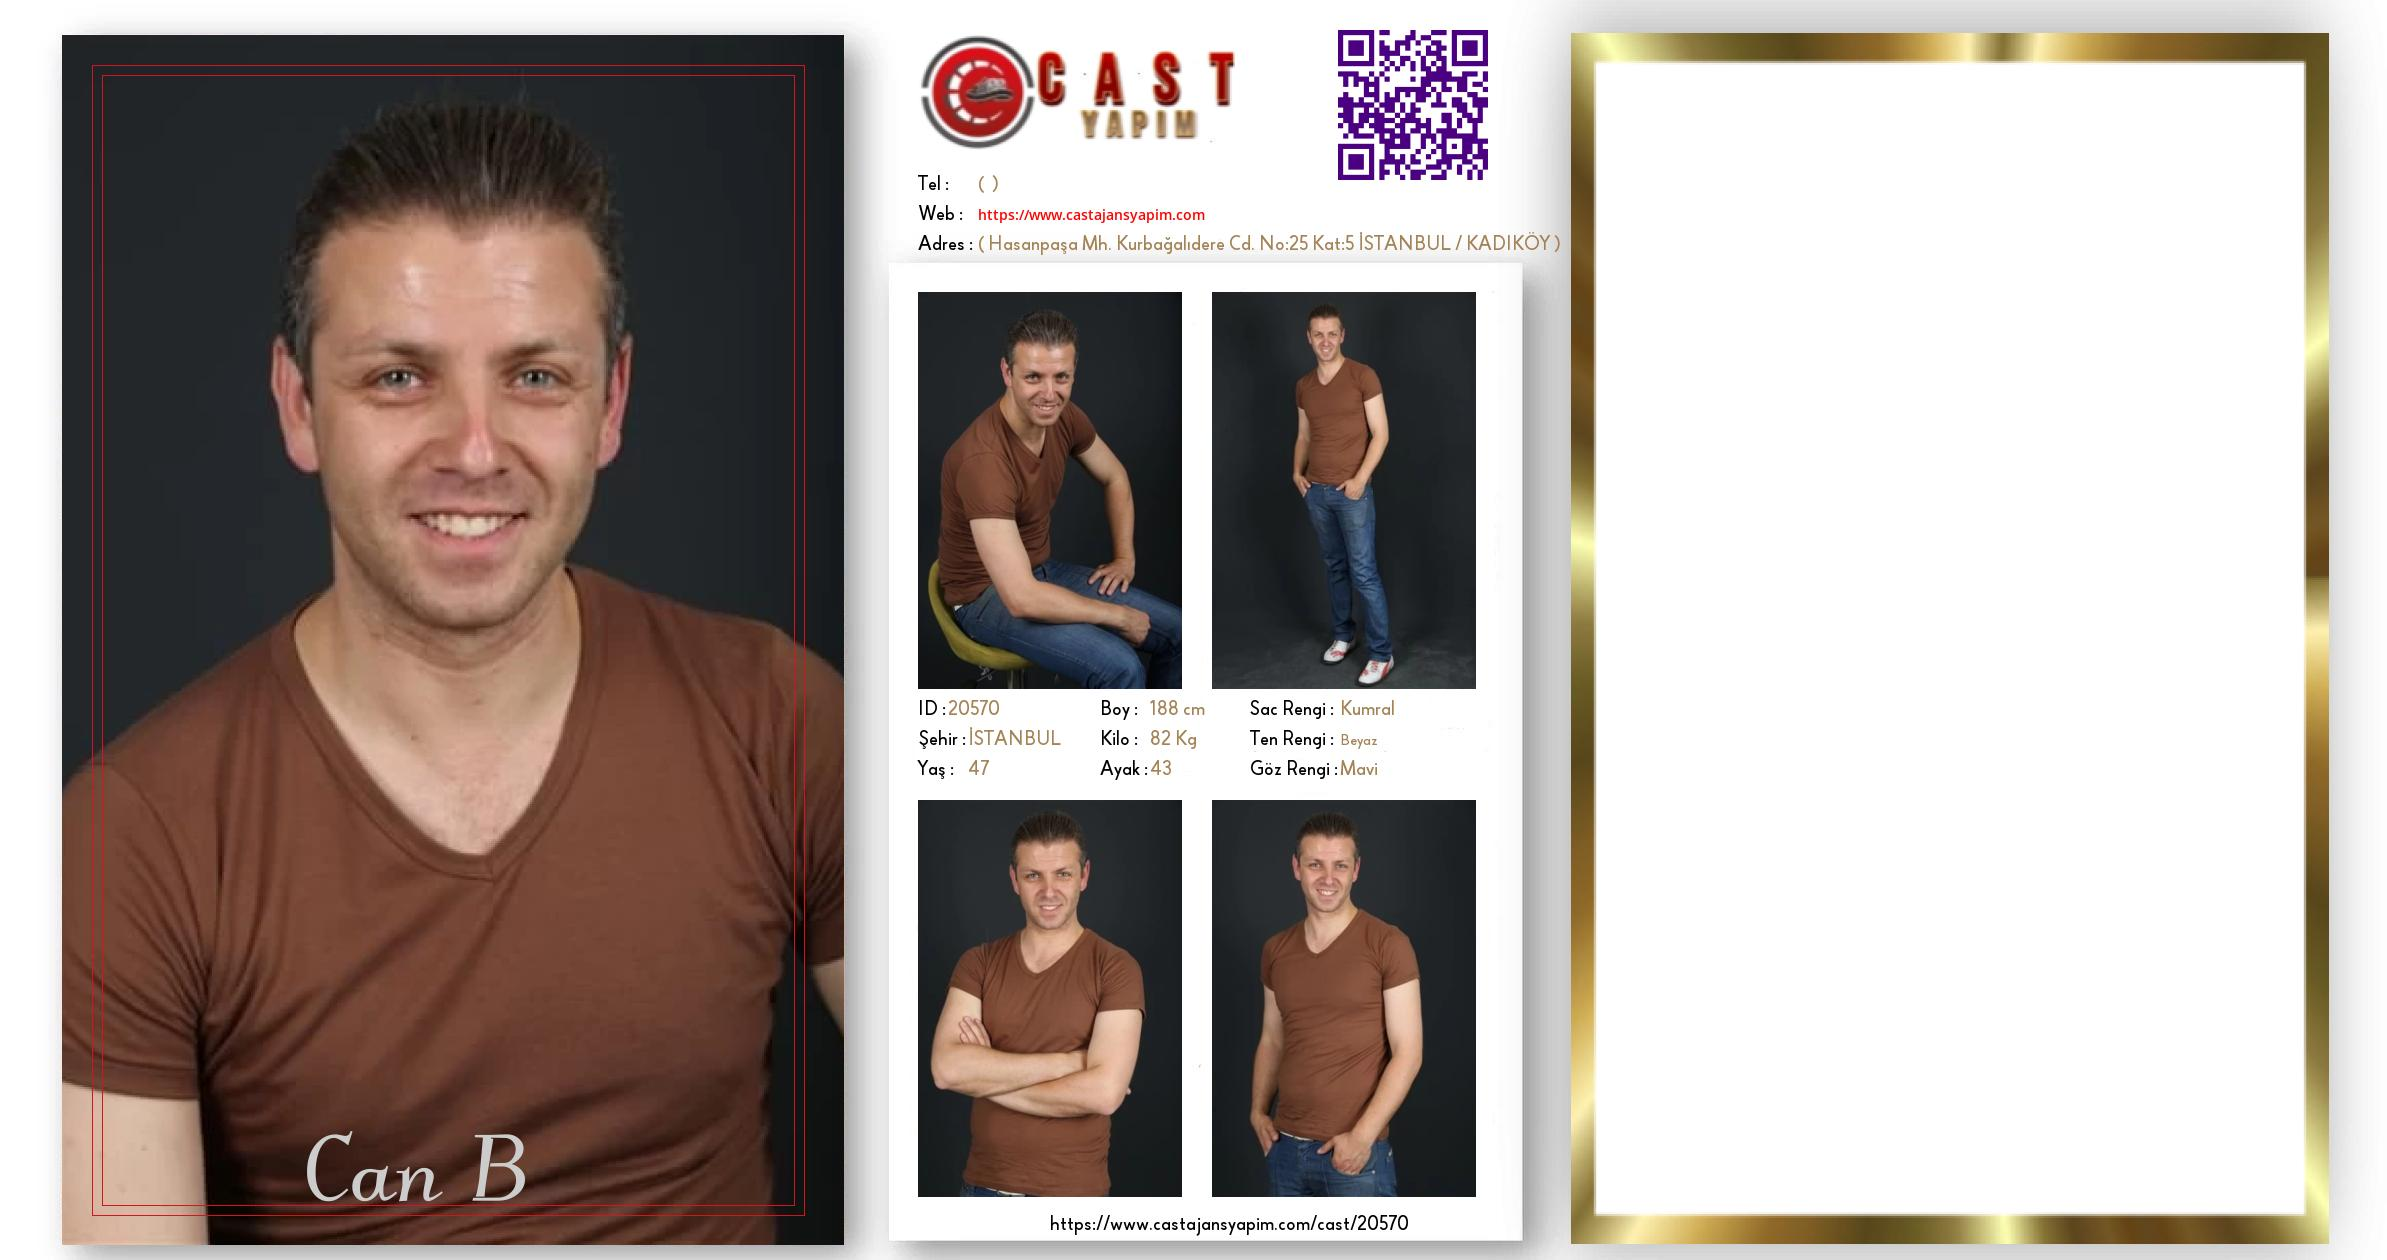 Can B
CAST
YAPIM
Tel : ( )
Web : https://www.castajansyapim.com
Adres : ( Hasanpaşa Mh. Kurbağalıdere Cd. No:25 Kat:5 İSTANBUL / KADIKÖY )
ID : 20570 Boy : 188 cm Sac Rengi : Kumral
Şehir : İSTANBUL Kilo : 82 Kg Ten Rengi : Beyaz
Yaş : 47 Ayak : 43 Göz Rengi : Mavi
https://www.castajansyapim.com/cast/20570